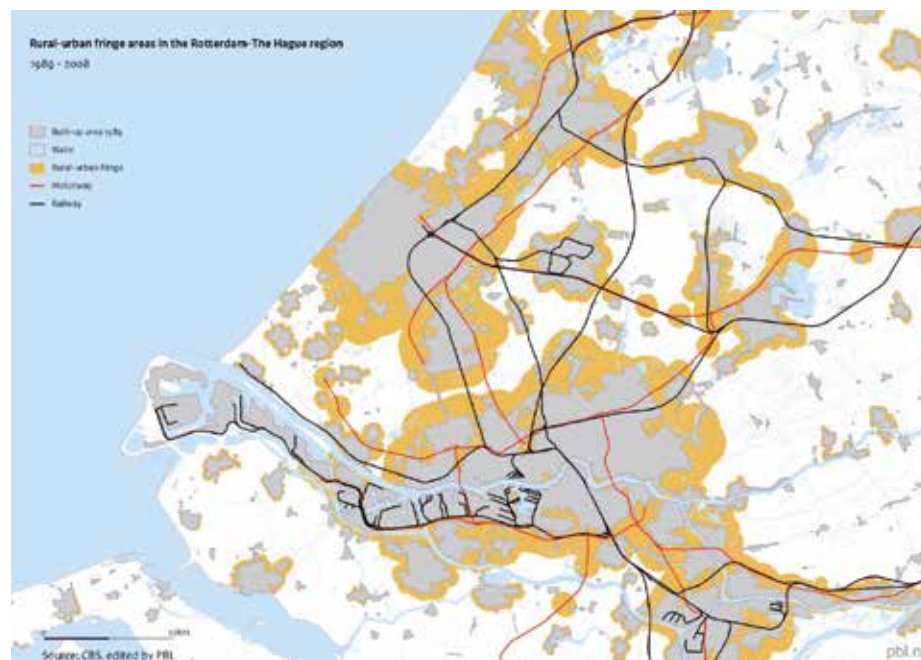 Rural-urban fringe areas in the Rotterdam-The Hague region
1989 - 2008
Built-up area 1989
Water
Rural-urban fringe
Motorway
Railway
Source: CBS, edited by PBL
pbl.n